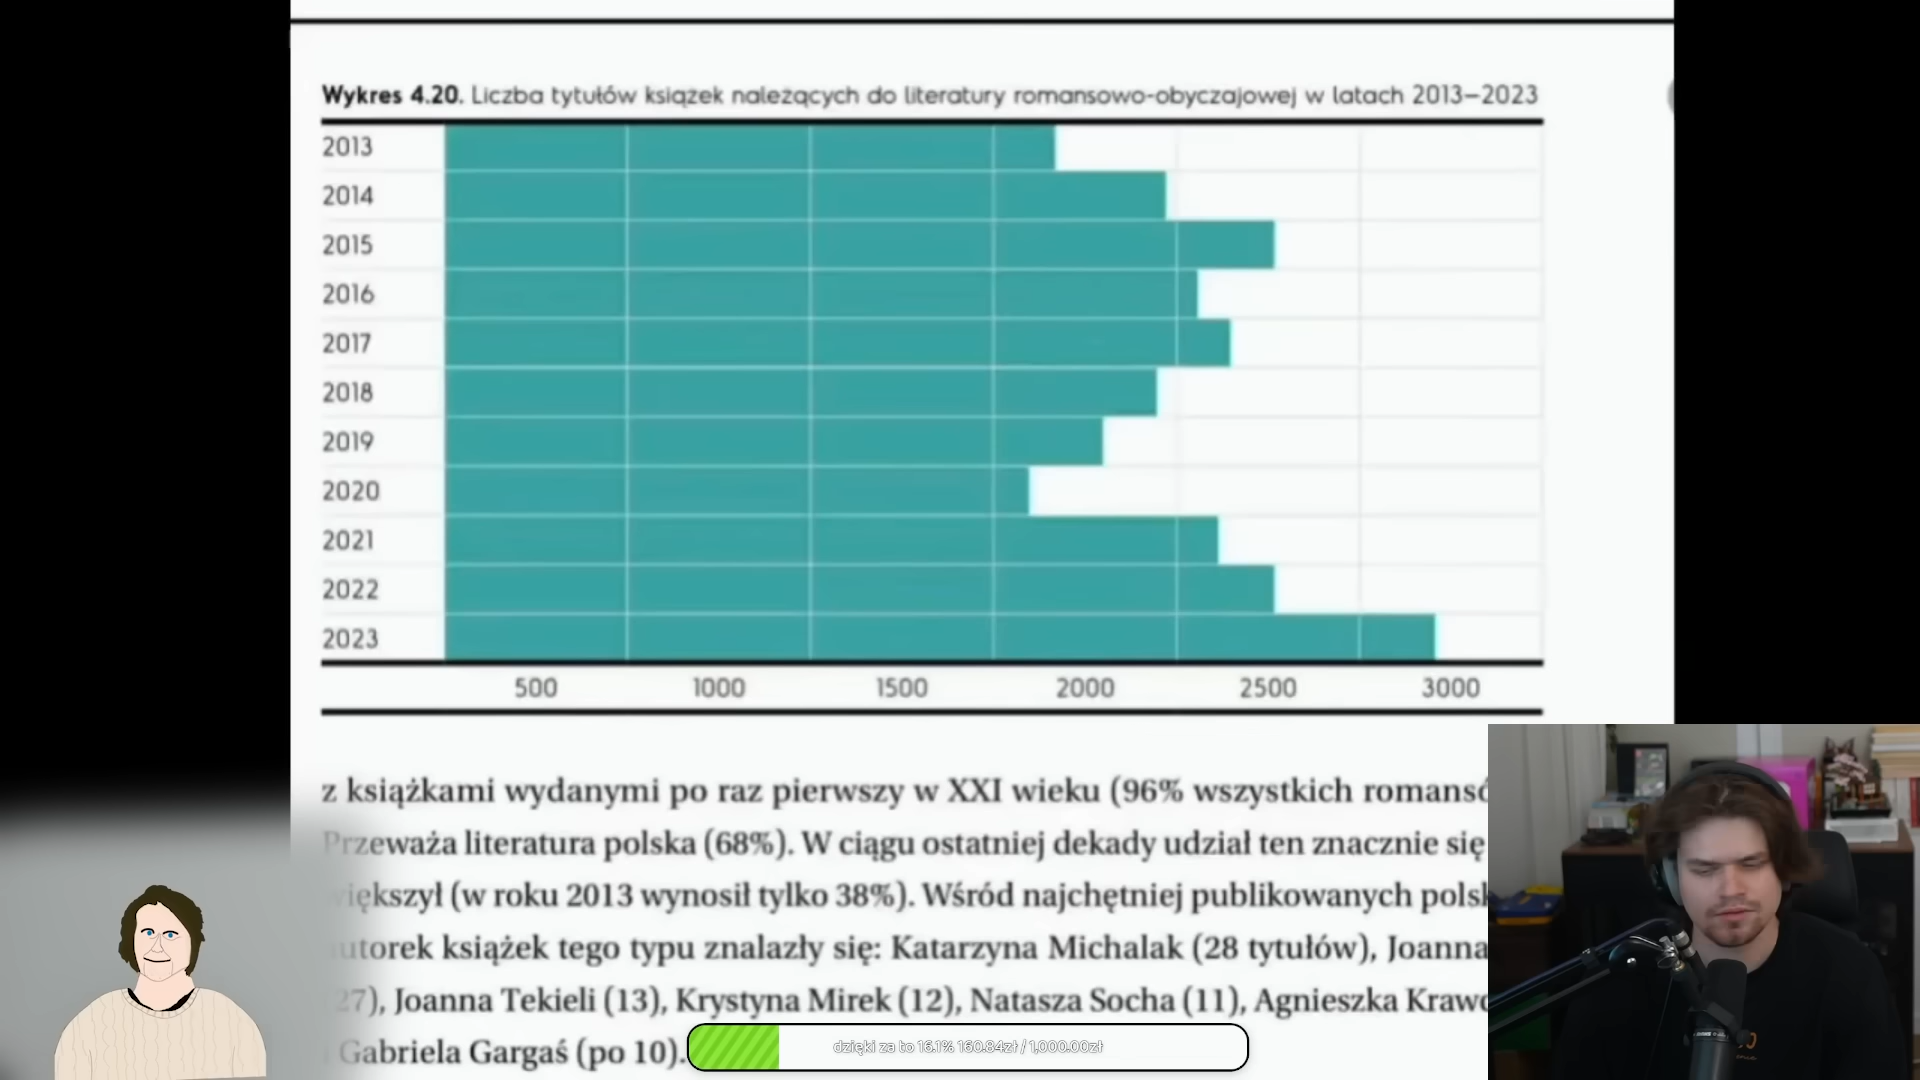 Wykres 4.20. Liczba tytułów książek należących do literatury romansowo-obyczajowej w latach 2013–2023
2013
2014
2015
2016
2017
2018
2019
2020
2021
2022
2023
500 1000 1500 2000 2500 3000
z książkami wydanymi po raz pierwszy w XXI wieku (96% wszystkich
Przeważa literatura polska (68%). W ciągu ostatniej dekady udział ten znacznie się
większył (w roku 2013 wynosił tylko 38%). Wśród najchętniej publikowanych
autorek książek tego typu znalazły się: Katarzyna Michalak (28 tytułów), Joanna
27), Joanna Tekieli (13), Krystyna Mirek (12), Natasza Socha (11), Agnieszka
Gabriela Gargaś (po 10).
dzięki za to 16.1% 160.84zł / 1,000.00zł